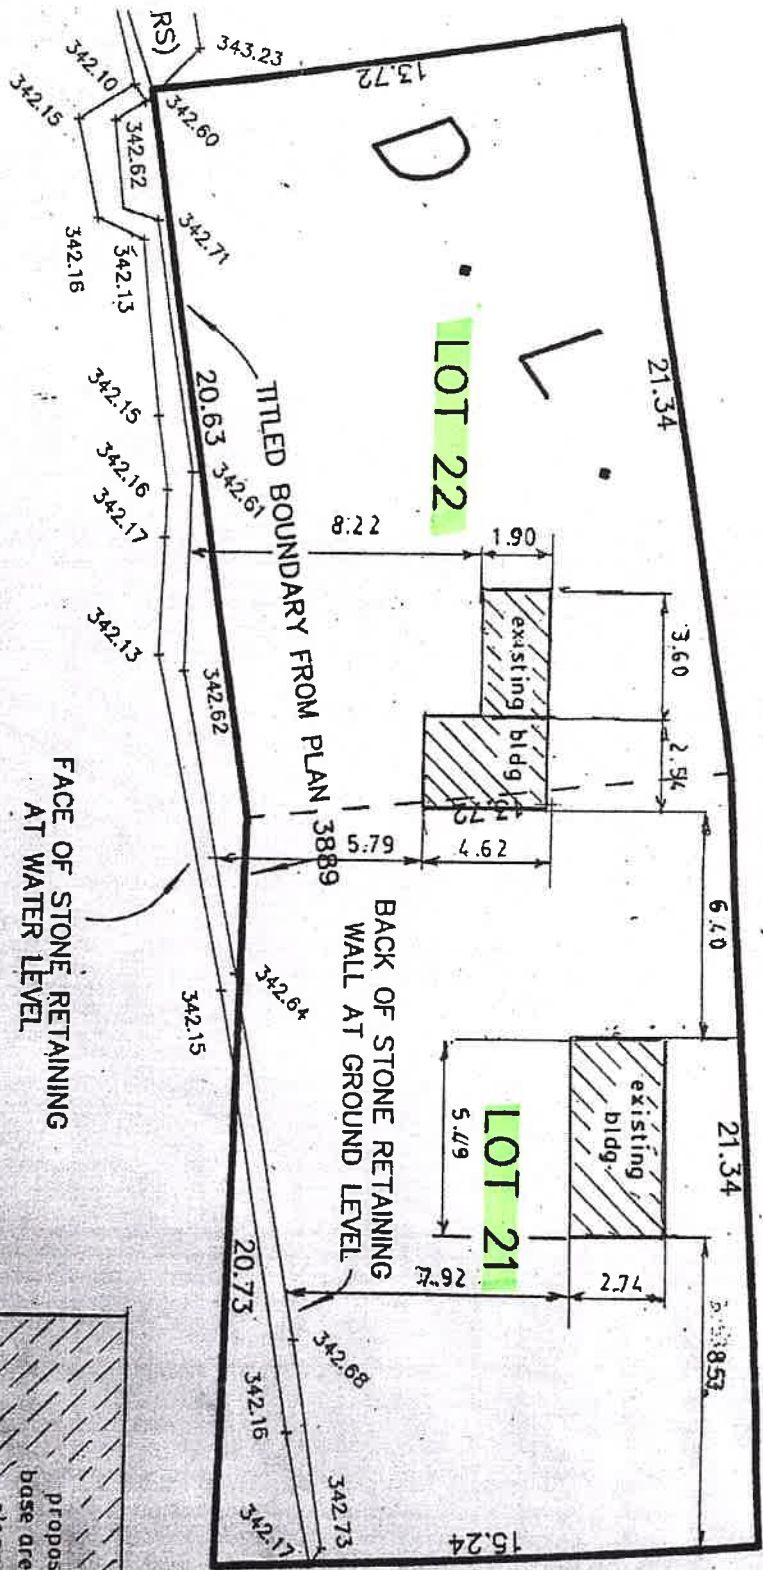 RS)
343.23
342.10
342.15
342.60
342.62
342.71
342.13
342.16
13.72
D. L.
21.34
LOT 22
20.63
TITLED BOUNDARY FROM PLAN 3889
342.15
342.61
342.16
342.17
342.13
342.62
8.22
1.90
3.60
2.54
existing bldg
13.72
5.79
4.62
6.40
FACE OF STONE RETAINING
AT WATER LEVEL
342.64
342.15
BACK OF STONE RETAINING
WALL AT GROUND LEVEL
existing
bldg.
5.49
LOT 21
21.34
2.74
8.53
20.73
342.68
342.16
342.73
342.17
15.24
propos
base are